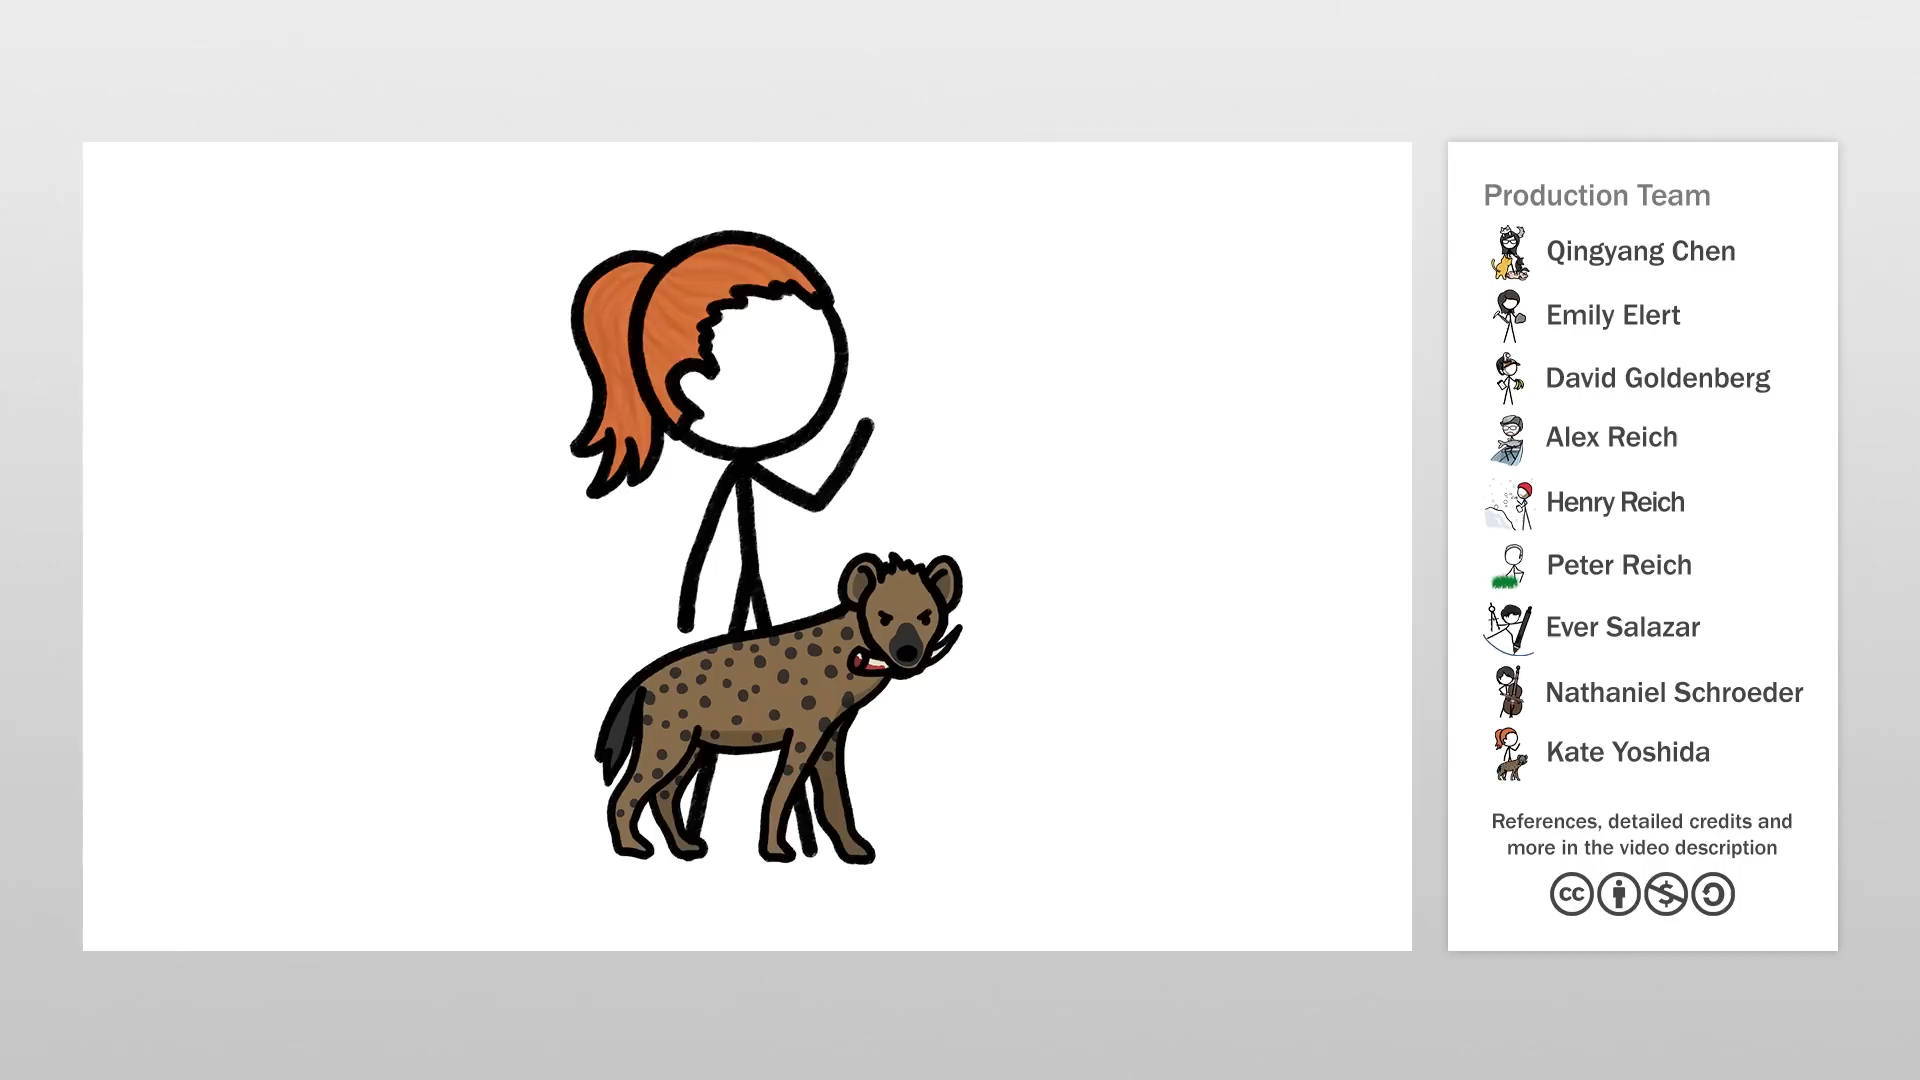 Production Team
Qingyang Chen
Emily Elert
David Goldenberg
Alex Reich
Henry Reich
Peter Reich
Ever Salazar
Nathaniel Schroeder
Kate Yoshida
References, detailed credits and
more in the video description
cc